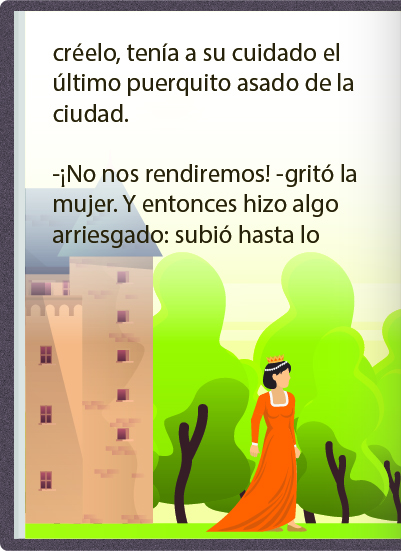 créelo, tenía a su cuidado el
último puerquito asado de la
ciudad.
-¡No nos rendiremos! -gritó la
mujer. Y entonces hizo algo
arriesgado: subió hasta lo